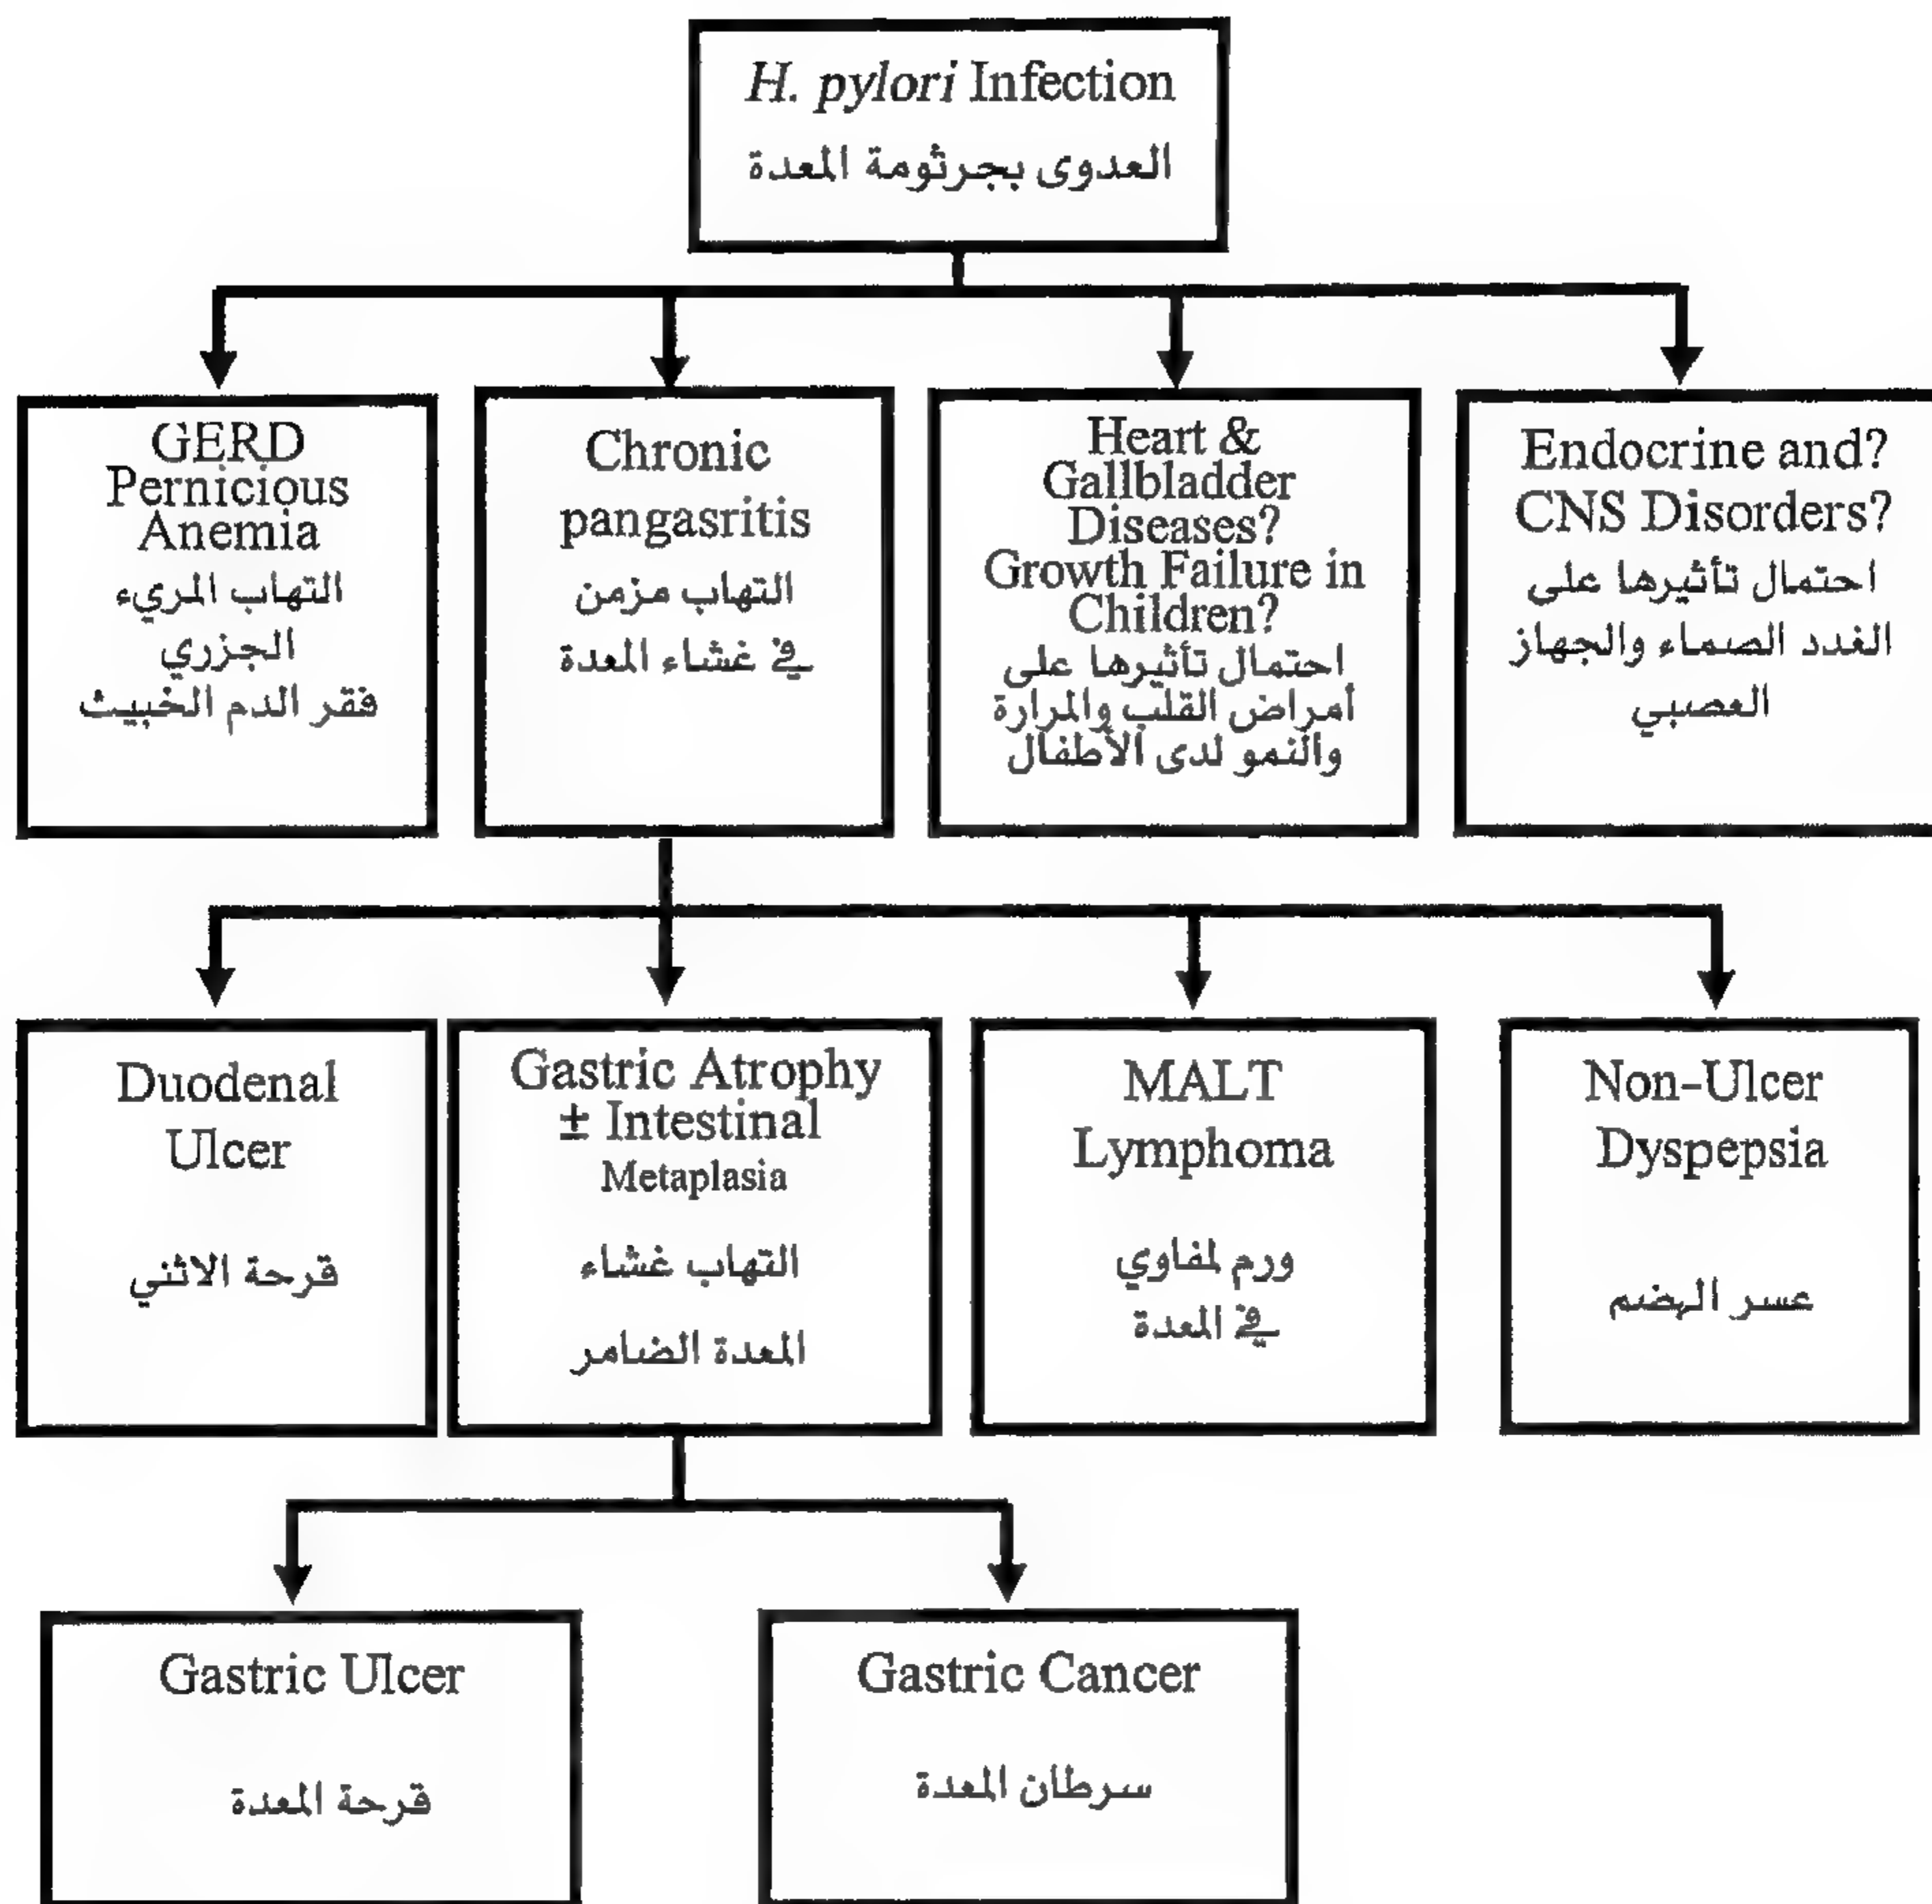 H. pylori Infection
العدوى بجرثومة المعدة
GERD
Pernicious
Anemia
التهاب المريء
الجزري
فقر الدم الخبيث
Chronic
pangasritis
التهاب مزمن
في غشاء المعدة
Heart &
Gallbladder
Diseases?
Growth Failure in
Children?
احتمال تأثيرها على
أمراض القلب والمرارة
والنمو لدى الأطفال
Endocrine and?
CNS Disorders?
احتمال تأثيرها على
الغدد الصماء والجهاز
العصبي
Duodenal
Ulcer
قرحة الاثني
Gastric Atrophy
± Intestinal
Metaplasia
التهاب غشاء
المعدة الضامر
MALT
Lymphoma
ورم لمفاوي
في المعدة
Non-Ulcer
Dyspepsia
عسر الهضم
Gastric Ulcer
قرحة المعدة
Gastric Cancer
سرطان المعدة